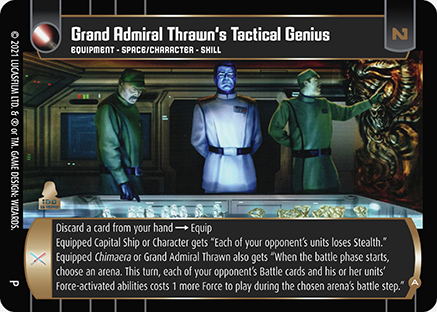 Grand Admiral Thrawn's Tactical Genius
EQUIPMENT - SPACE/CHARACTER - SKILL
© 2021 LUCASFILM LTD. & ® or TM. GAME DESIGN: WIZARDS.
Discard a card from your hand → Equip
Equipped Capital Ship or Character gets “Each of your opponent's units loses Stealth.”
Equipped Chimaera or Grand Admiral Thrawn also gets “When the battle phase starts,
choose an arena. This turn, each of your opponent's Battle cards and his or her units'
Force-activated abilities costs 1 more Force to play during the chosen arena's battle step.”
P
A